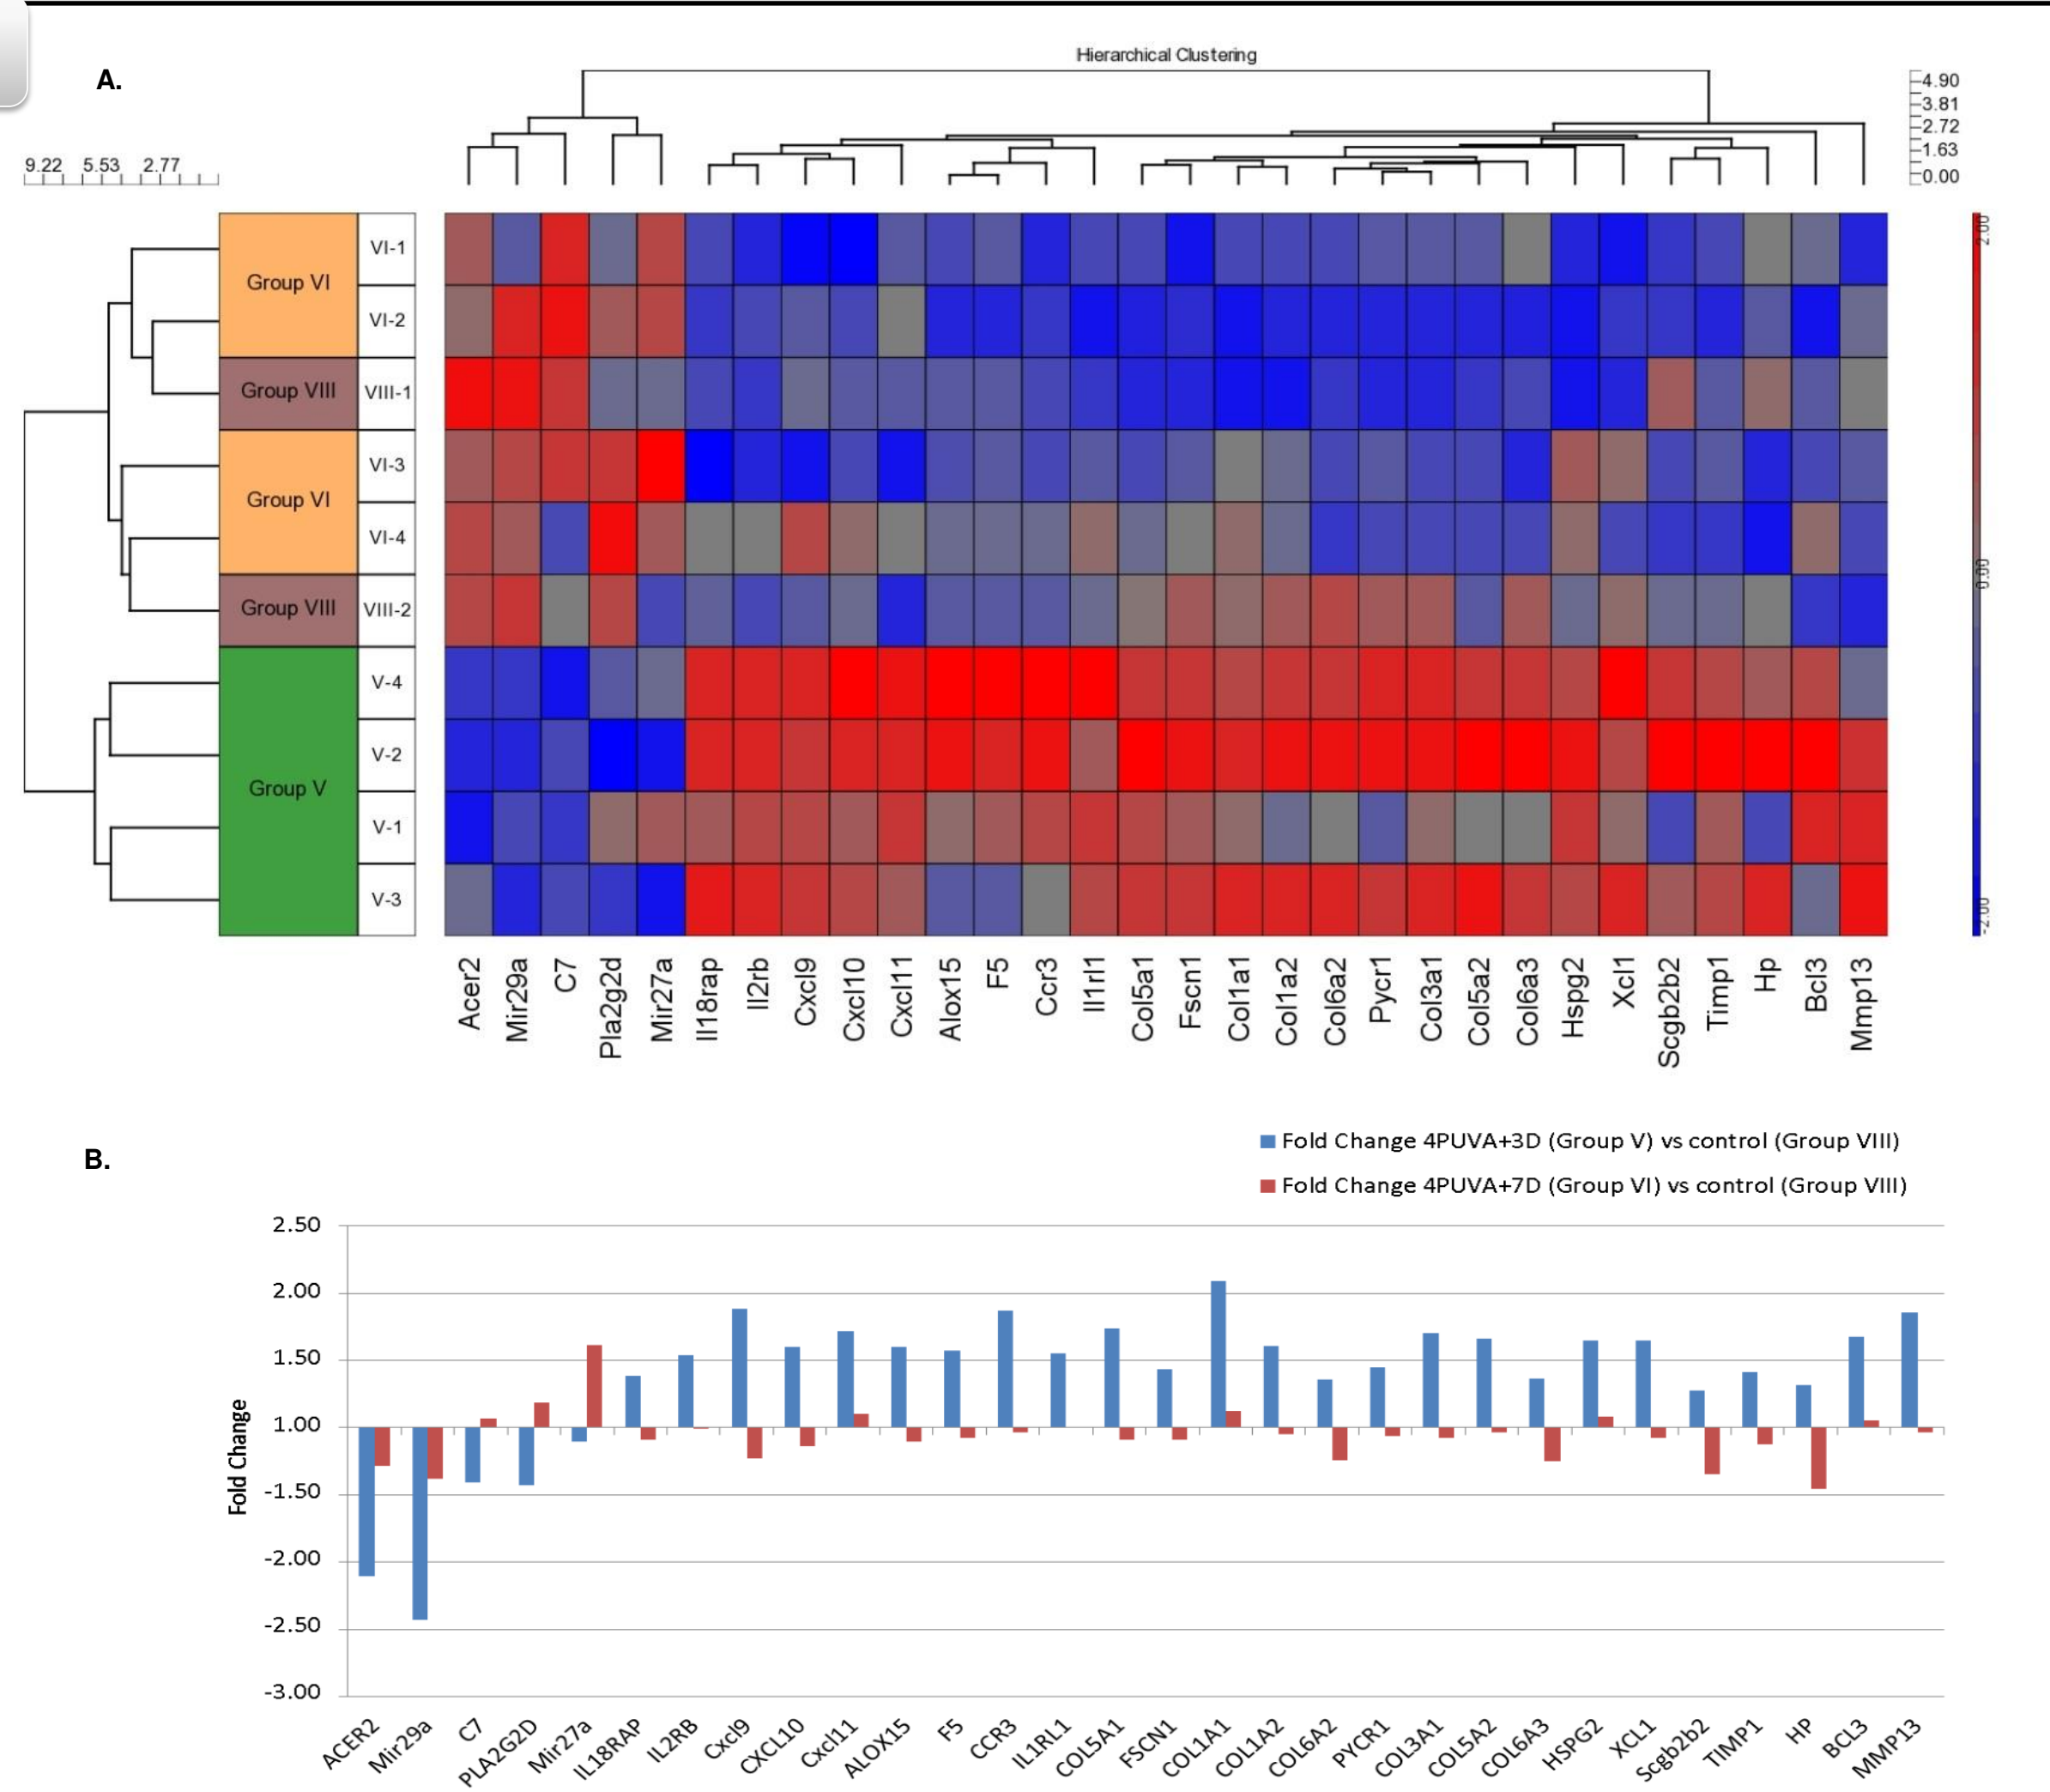 Hierarchical Clustering
A.
4.90
3.81
2.72
1.63
0.00
9.22 5.53 2.77
Group VI
VI-1
VI-2
Group VIII
VIII-1
Group VI
VI-3
VI-4
Group VIII
VIII-2
Group V
V-4
V-2
V-1
V-3
2.00
0.00
-2.00
Acer2 Mir29a C7 Pla2g2d Mir27a Il18rap Il2rb Cxcl9 Cxcl10 Cxcl11 Alox15 F5 Ccr3 Il1rl1 Col5a1 Fscn1 Col1a1 Col1a2 Col6a2 Pycr1 Col3a1 Col5a2 Col6a3 Hspg2 Xcl1 Scgb2b2 Timp1 Hp Bcl3 Mmp13
B.
Fold Change 4PUVA+3D (Group V) vs control (Group VIII)
Fold Change 4PUVA+7D (Group VI) vs control (Group VIII)
Fold Change
2.50
2.00
1.50
1.00
-1.50
-2.00
-2.50
-3.00
ACER2 Mir29a C7 PLA2G2D Mir27a IL18RAP IL2RB Cxcl9 CXCL10 Cxcl11 ALOX15 F5 CCR3 IL1RL1 COL5A1 FSCN1 COL1A1 COL1A2 COL6A2 PYCR1 COL3A1 COL5A2 COL6A3 HSPG2 XCL1 Scgb2b2 TIMP1 HP BCL3 MMP13